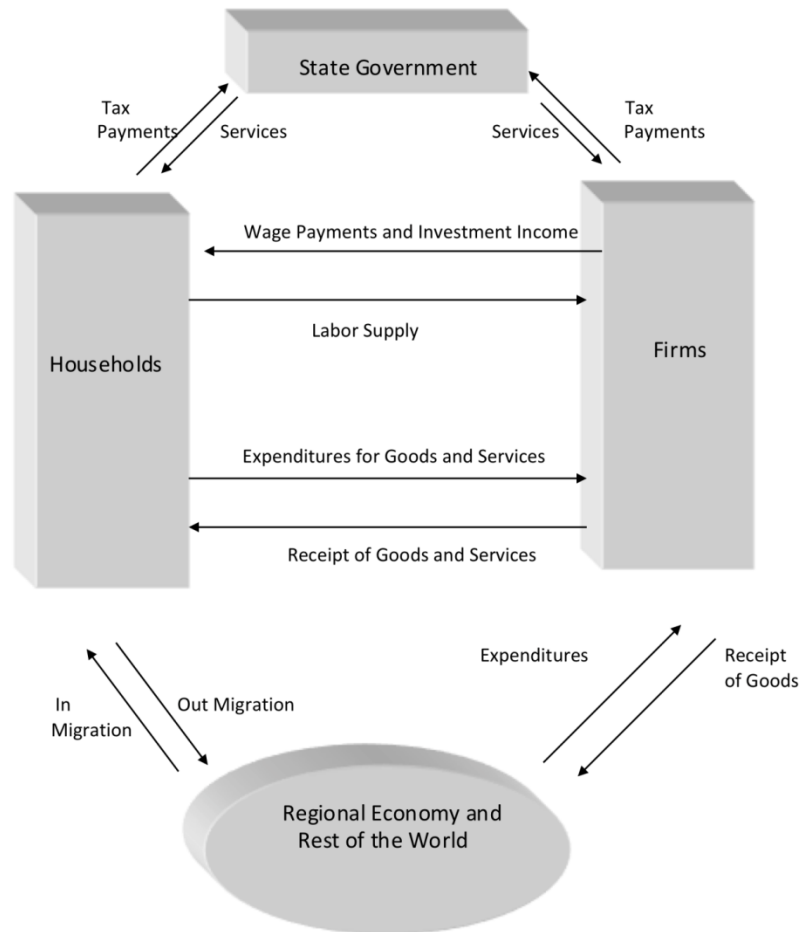 State Government
Tax
Payments
Services
Services
Tax
Payments
Wage Payments and Investment Income
Labor Supply
Households
Firms
Expenditures for Goods and Services
Receipt of Goods and Services
In
Migration
Out Migration
Expenditures
Receipt
of Goods
Regional Economy and
Rest of the World